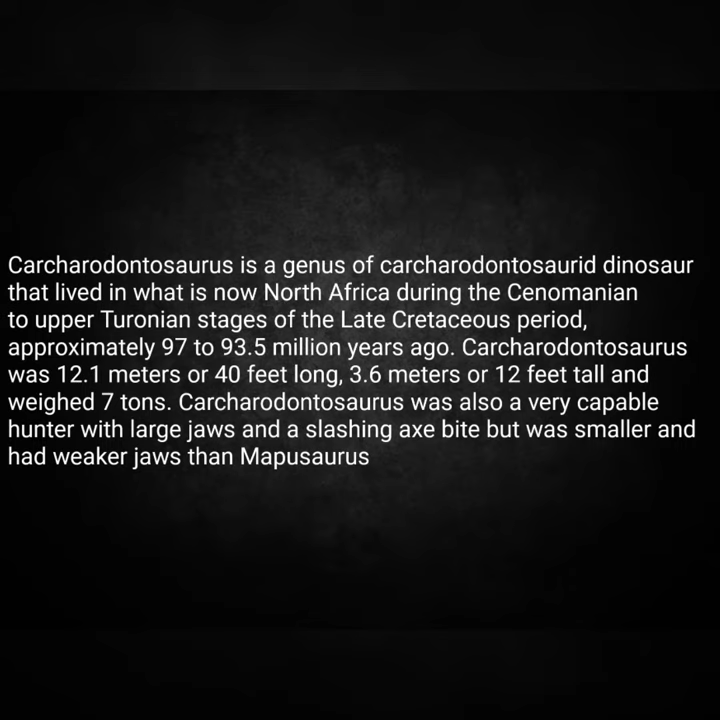 Carcharodontosaurus is a genus of carcharodontosaurid dinosaur
that lived in what is now North Africa during the Cenomanian
to upper Turonian stages of the Late Cretaceous period,
approximately 97 to 93.5 million years ago. Carcharodontosaurus
was 12.1 meters or 40 feet long, 3.6 meters or 12 feet tall and
weighed 7 tons. Carcharodontosaurus was also a very capable
hunter with large jaws and a slashing axe bite but was smaller and
had weaker jaws than Mapusaurus